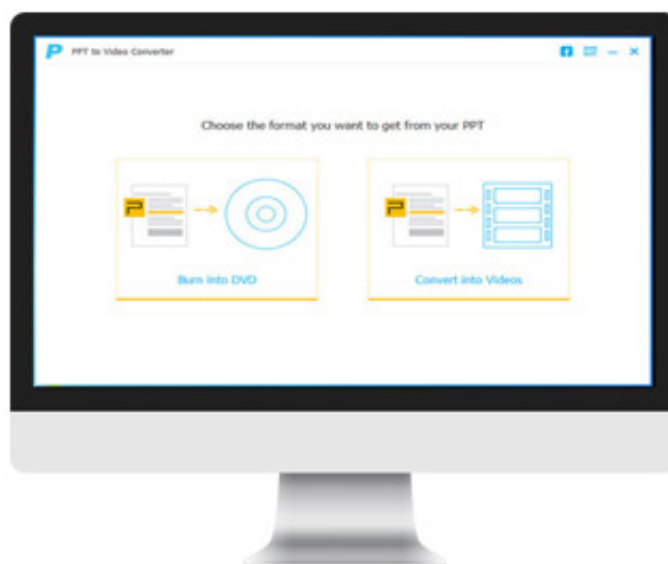 PPT to Video Converter
Choose the format you want to get from your PPT
Burn into DVD
Convert into Videos